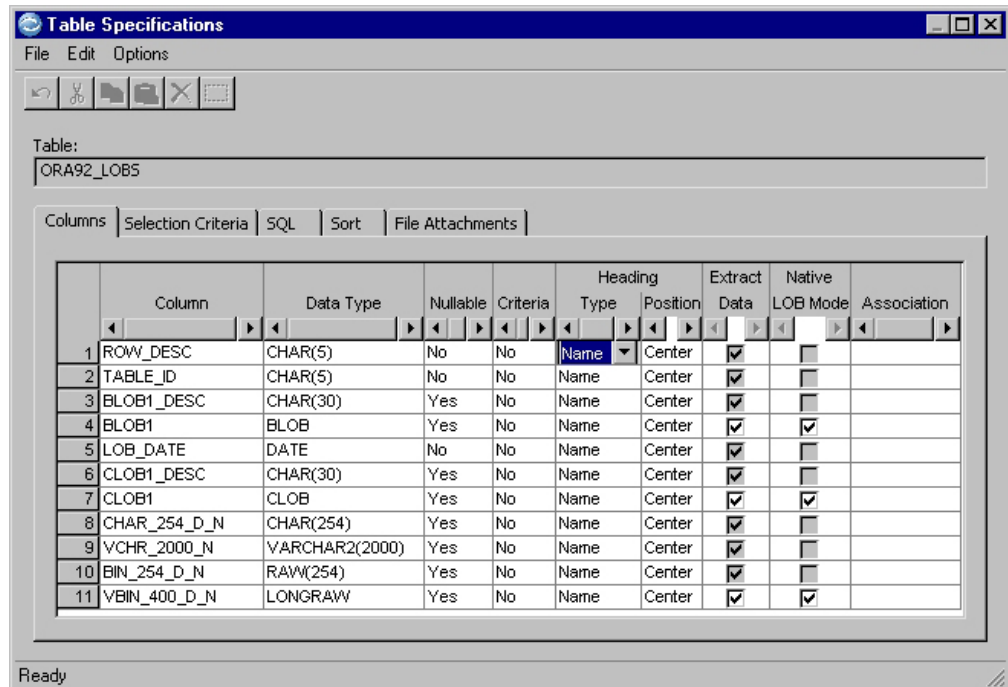 Table Specifications
File Edit Options
Table:
ORA92_LOBS
Columns Selection Criteria SQL Sort File Attachments
Heading Extract Native
Column Data Type Nullable Criteria Type Position Data LOB Mode Association
1 ROW_DESC CHAR(5) No No Name Center
2 TABLE_ID CHAR(5) No No Name Center
3 BLOB1_DESC CHAR(30) Yes No Name Center
4 BLOB1 BLOB Yes No Name Center
5 LOB_DATE DATE No No Name Center
6 CLOB1_DESC CHAR(30) Yes No Name Center
7 CLOB1 CLOB Yes No Name Center
8 CHAR_254_D_N CHAR(254) Yes No Name Center
9 VCHR_2000_N VARCHAR2(2000) Yes No Name Center
10 BIN_254_D_N RAW(254) Yes No Name Center
11 VBIN_400_D_N LONGRAW Yes No Name Center
Ready